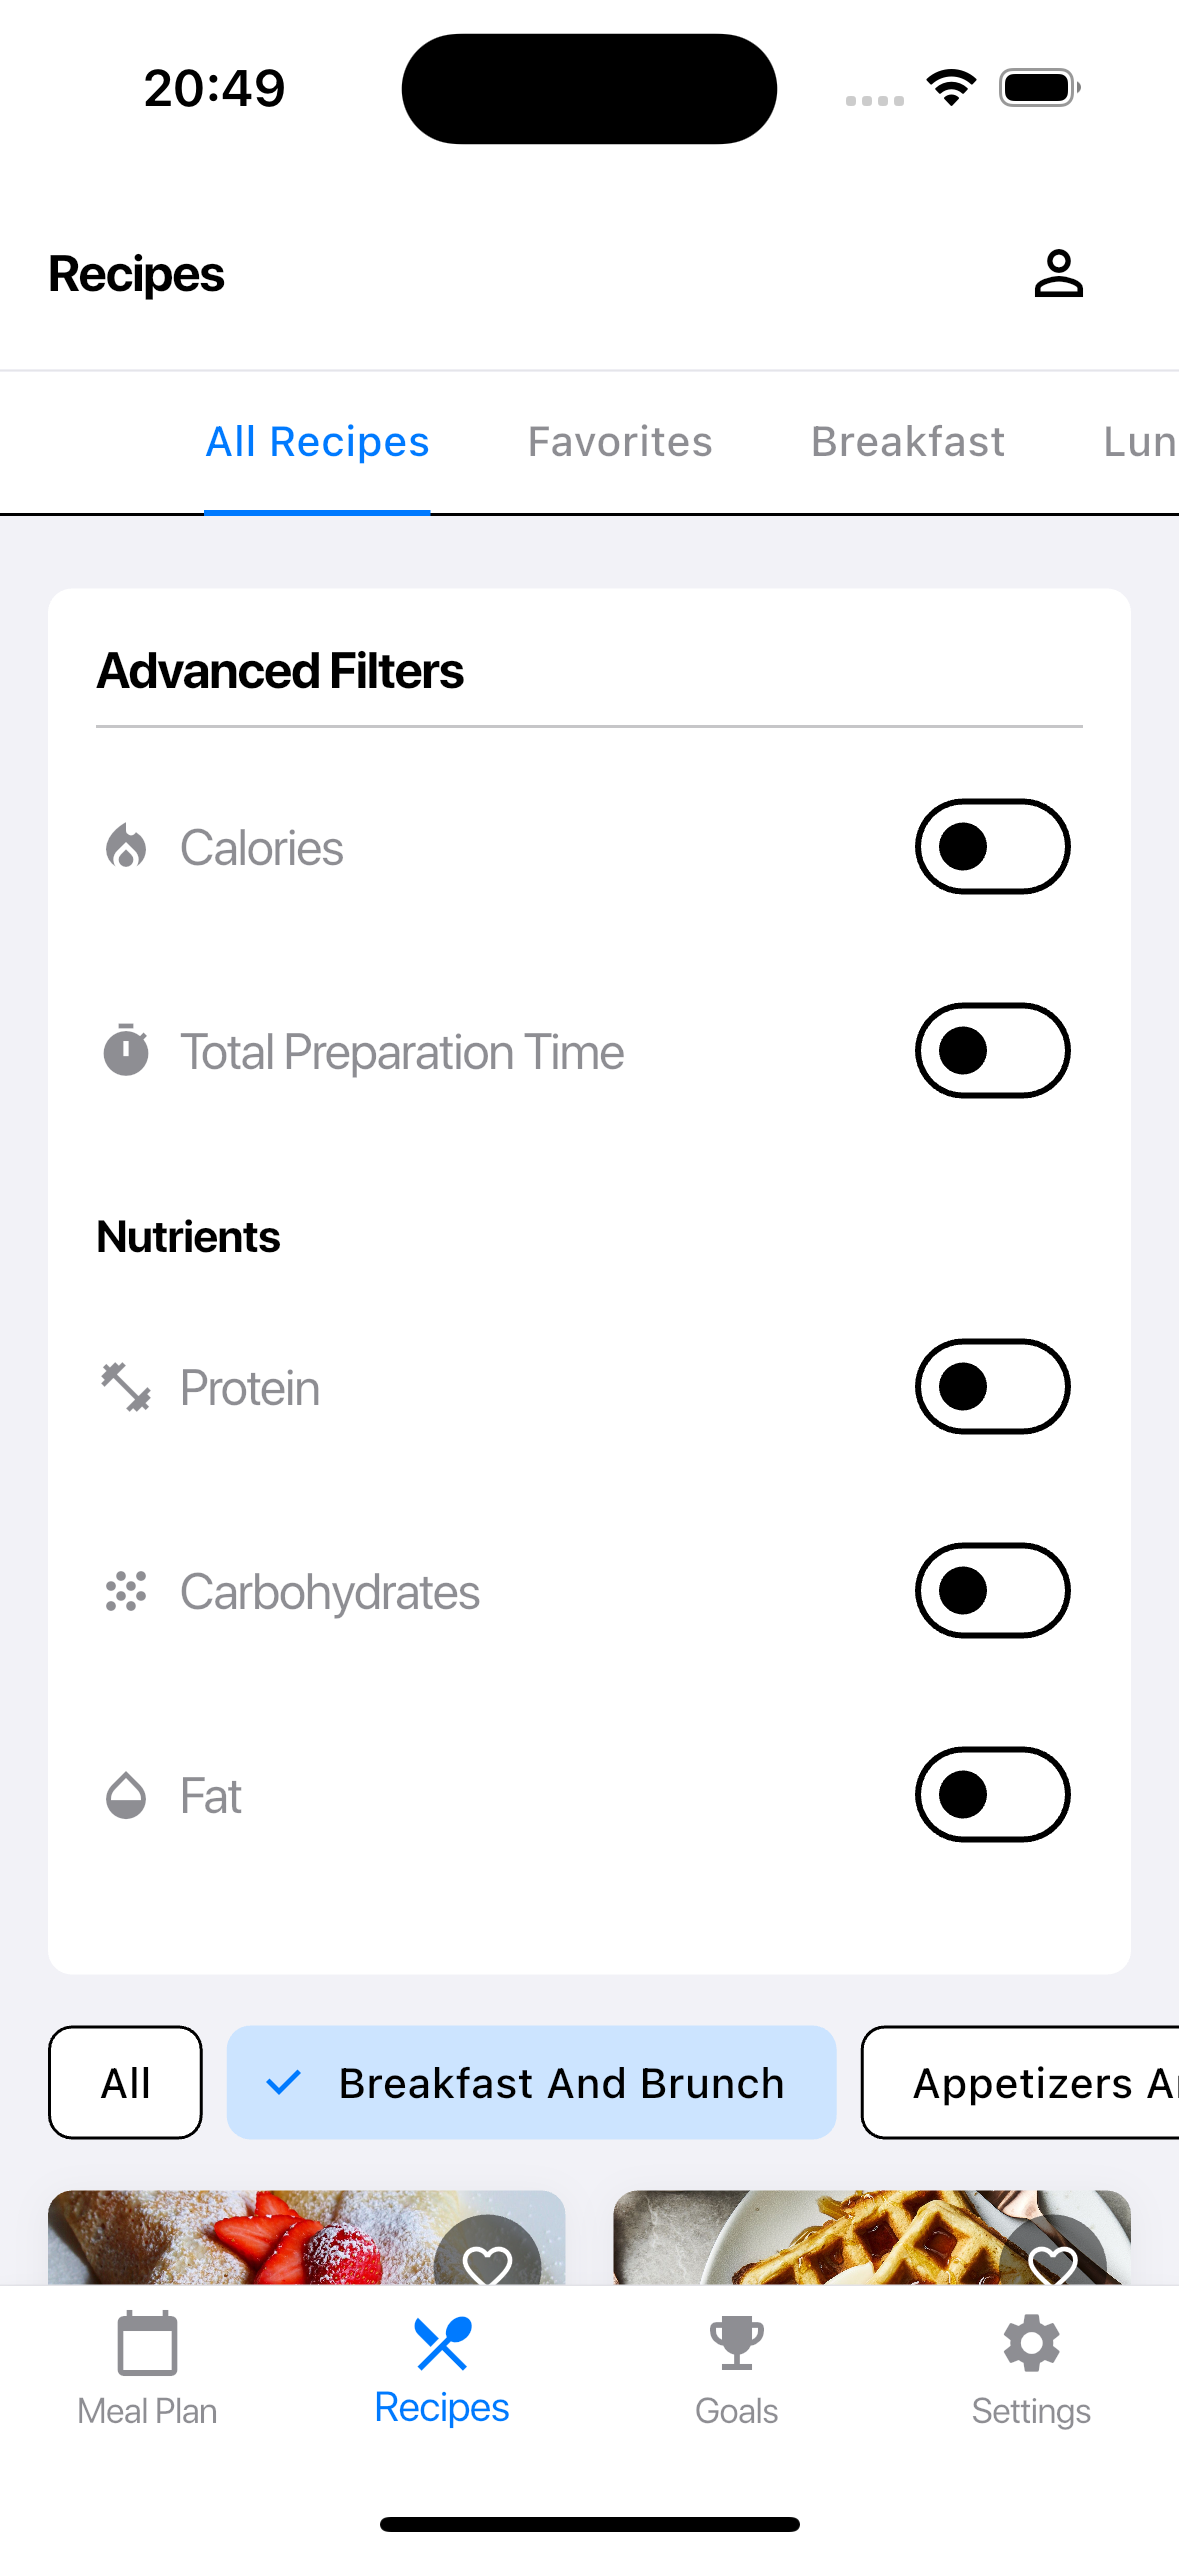 20:49
Recipes
All Recipes Favorites Breakfast Lun
Advanced Filters
Calories
Total Preparation Time
Nutrients
Protein
Carbohydrates
Fat
All Breakfast And Brunch Appetizers A
Meal Plan Recipes Goals Settings